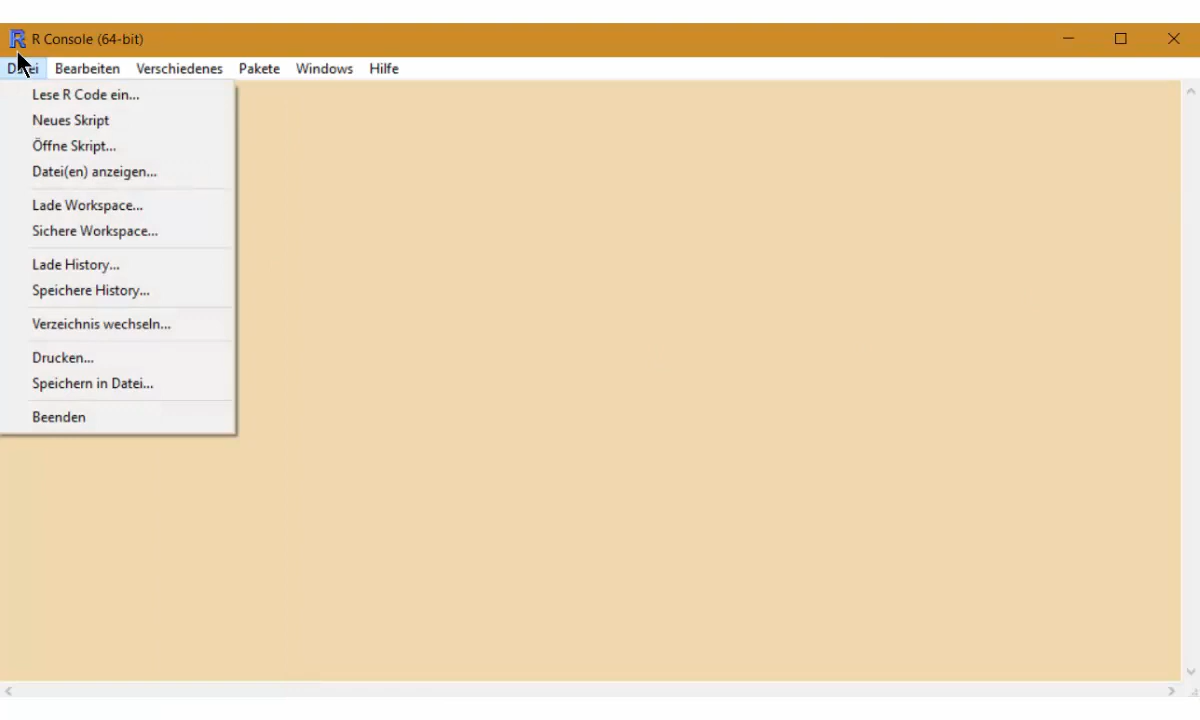 R Console (64-bit)
Datei Bearbeiten Verschiedenes Pakete Windows Hilfe
Lese R Code ein...
Neues Skript
Öffne Skript...
Datei(en) anzeigen...
Lade Workspace...
Sichere Workspace...
Lade History...
Speichere History...
Verzeichnis wechseln...
Drucken...
Speichern in Datei...
Beenden